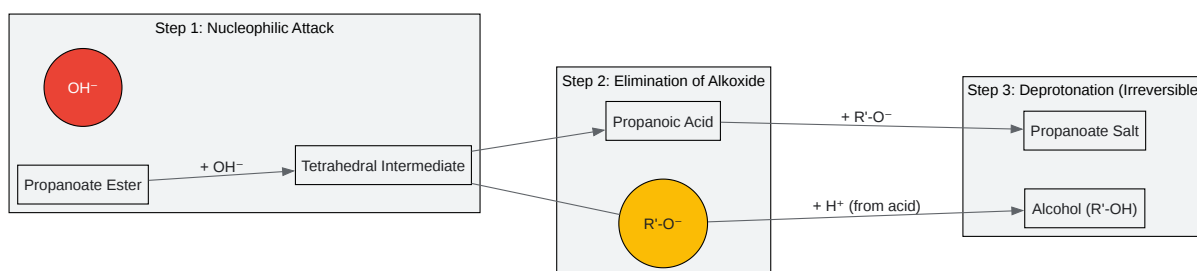 Step 1: Nucleophilic Attack
OH⁻
Propanoate Ester
+ OH⁻
Tetrahedral Intermediate
Step 2: Elimination of Alkoxide
Propanoic Acid
R'-O⁻
+ R'-O⁻
+ H⁺ (from acid)
Step 3: Deprotonation (Irreversible
Propanoate Salt
Alcohol (R'-OH)